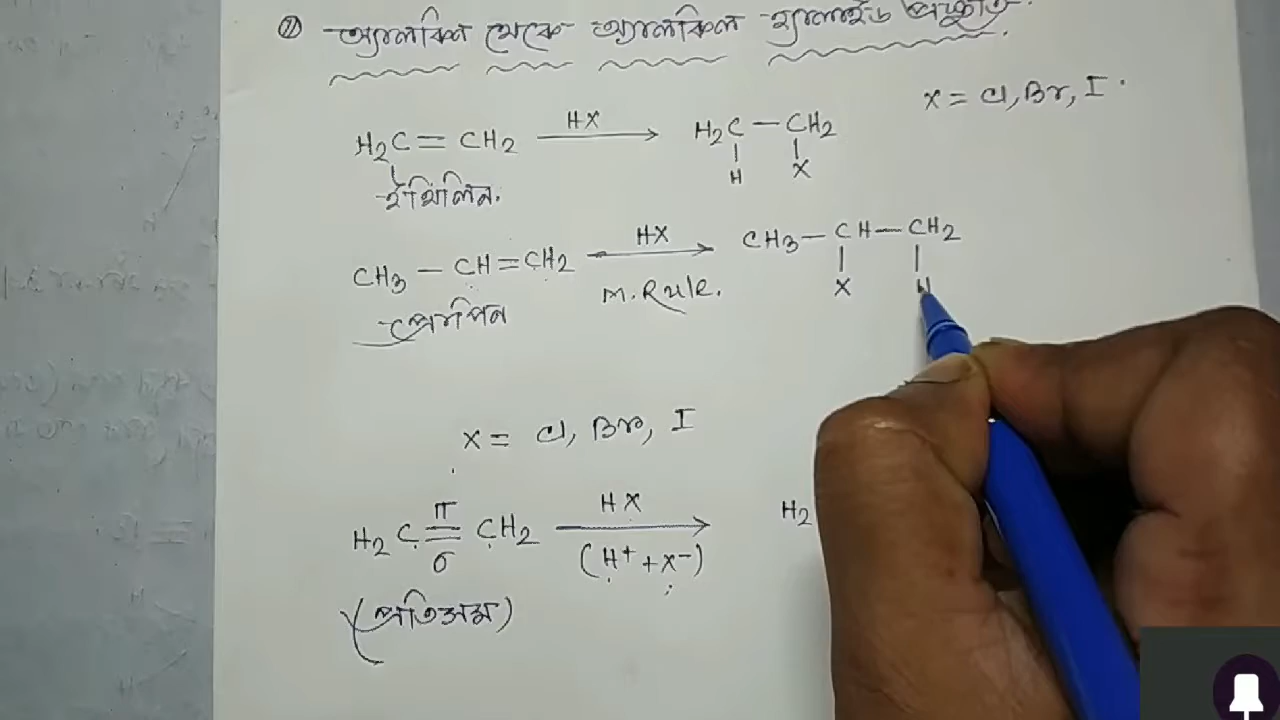 ② অ্যালকিন থেকে অ্যালকিল হ্যালাইড প্রস্তুতি.
X = Cl, Br, I.
H₂C = CH₂ HX → H₂C – CH₂
H X
ইথিলিন.
CH₃ – CH = CH₂ HX → CH₃ – CH – CH₂
M. Rule. X H
প্রোপিন
X = Cl, Br, I
π HX
H₂C = CH₂ → H₂
σ (H⁺ + X⁻)
(প্রতিসম)